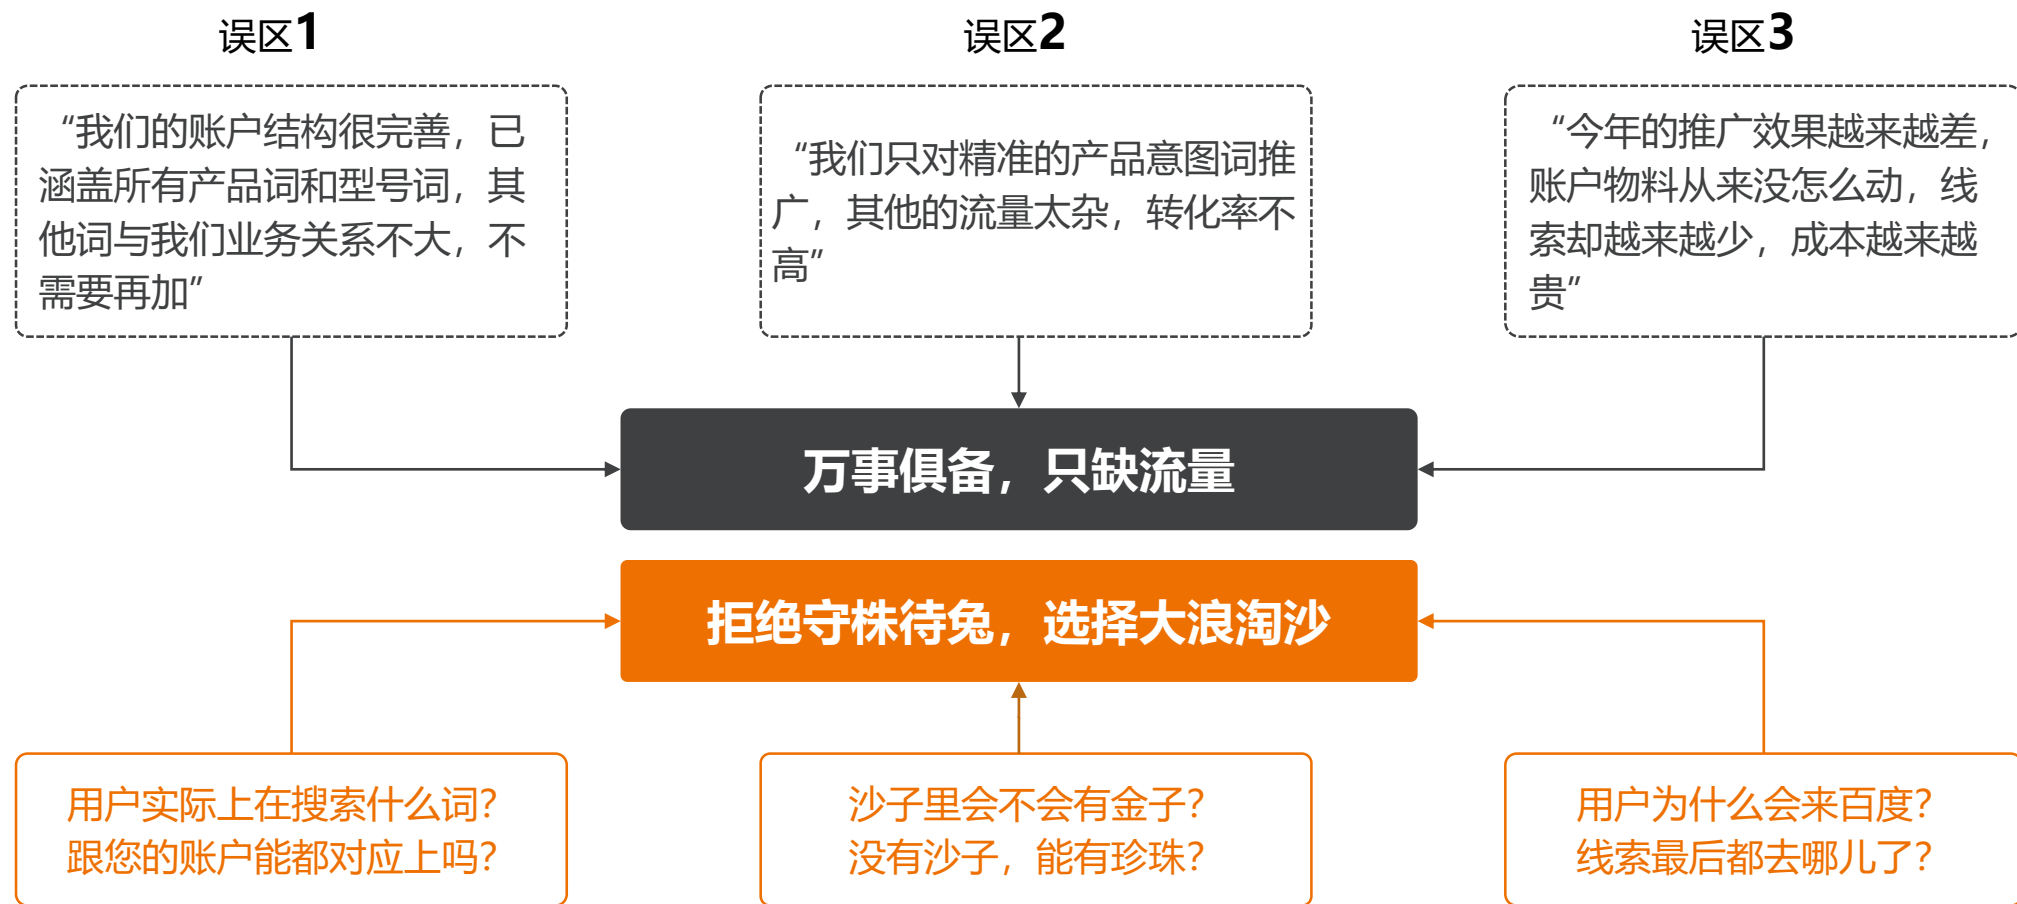 误区1
误区2
误区3
“我们的账户结构很完善，已
涵盖所有产品词和型号词，其
他词与我们业务关系不大，不
需要再加”
“我们只对精准的产品意图词推
广，其他的流量太杂，转化率不
高”
“今年的推广效果越来越差，
账户物料从来没怎么动，线
索却越来越少，成本越来越
贵”
万事俱备，只缺流量
拒绝守株待兔，选择大浪淘沙
用户实际上在搜索什么词？
跟您的账户能都对应上吗？
沙子里会不会有金子？
没有沙子，能有珍珠？
用户为什么会来百度？
线索最后都去哪儿了？